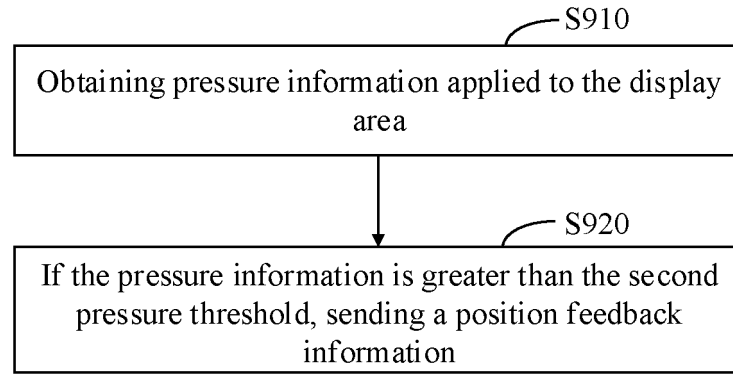 S910
Obtaining pressure information applied to the display
area
S920
If the pressure information is greater than the second
pressure threshold, sending a position feedback
information